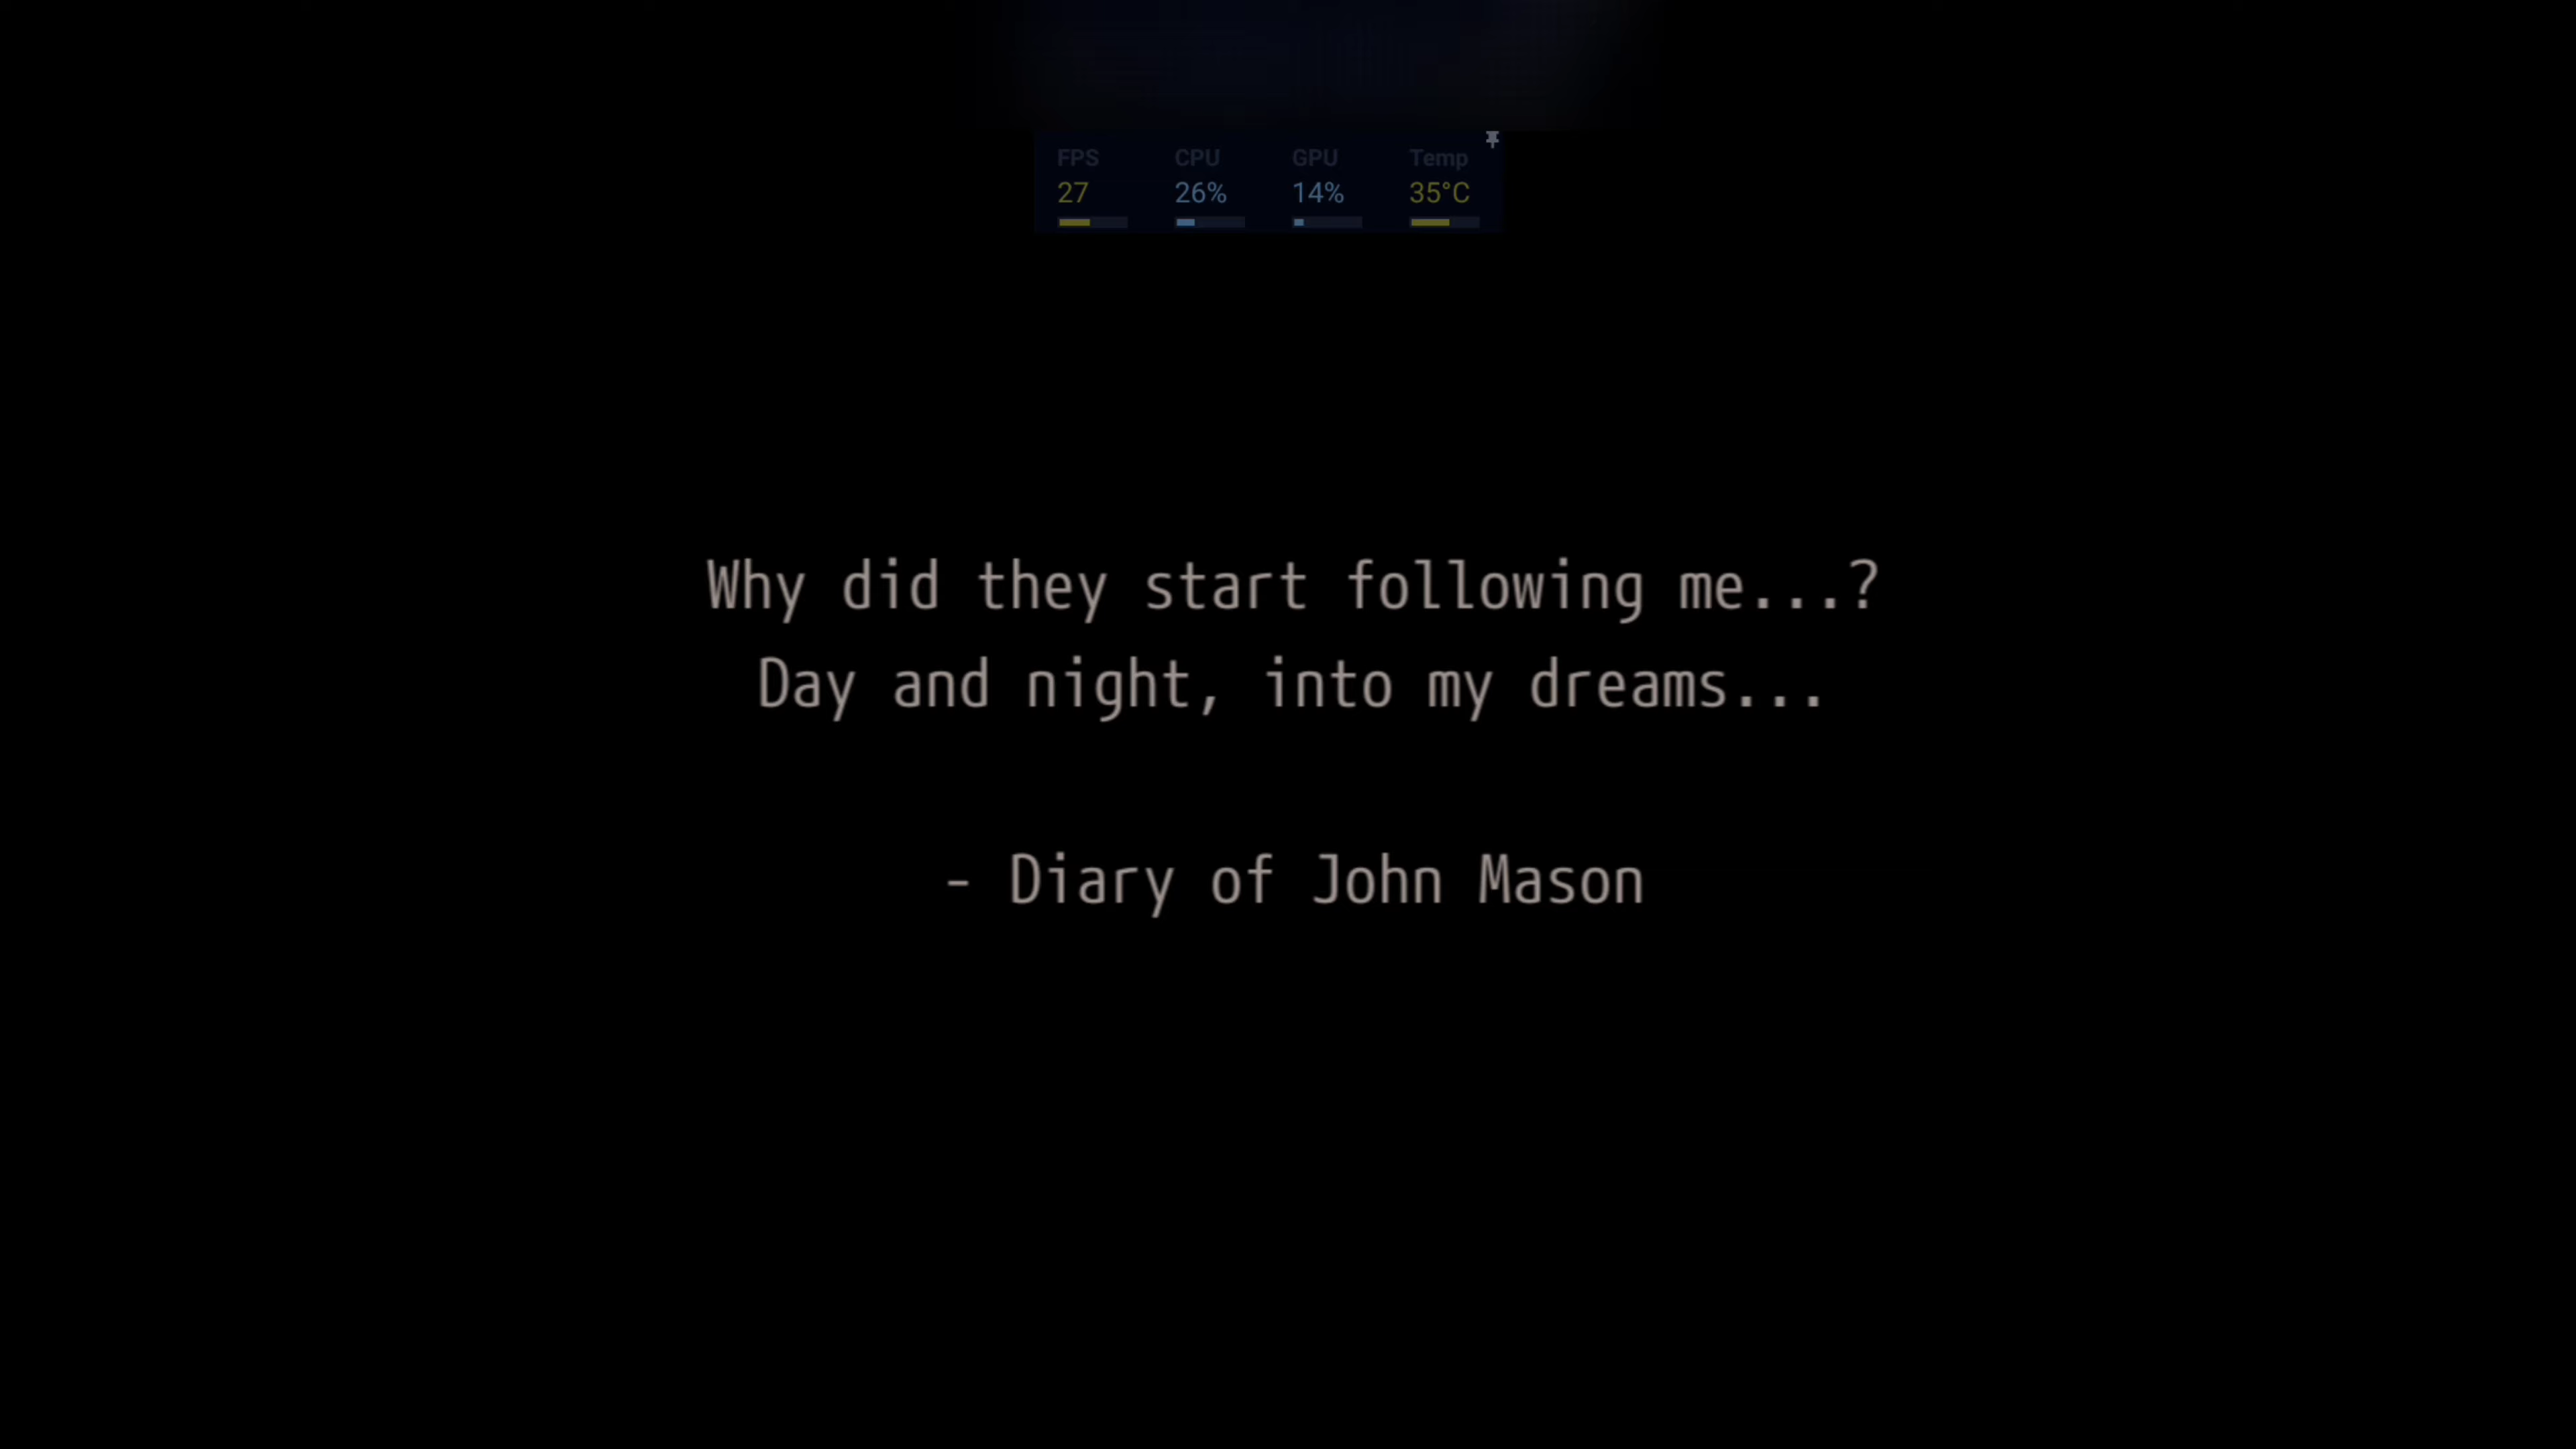 FPS CPU GPU Temp
27 26% 14% 35°C
Why did they start following me...?
Day and night, into my dreams...
- Diary of John Mason